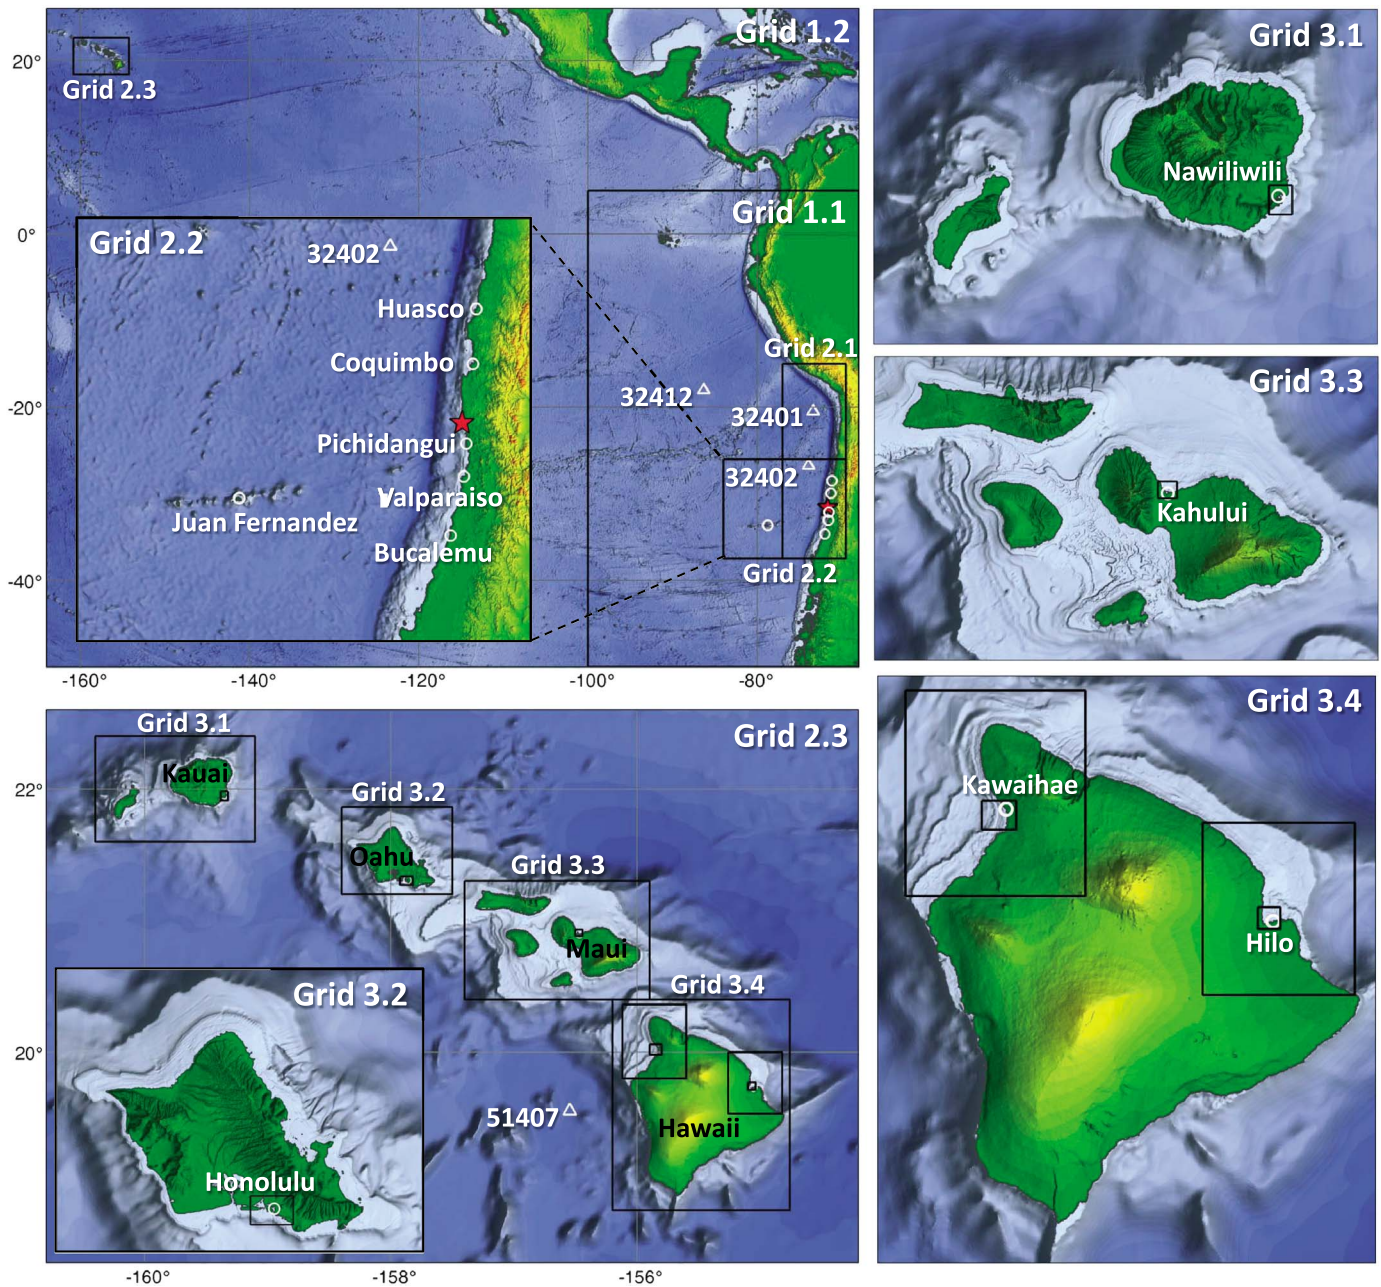 Grid 1.2
20°
Grid 2.3
0°
-20°
-40°
-160°
-140°
-120°
-100°
-80°
Grid 1.1
Grid 2.1
32412
32401
32402
Grid 2.2
Grid 2.2
32402
Huasco
Coquimbo
Pichidangui
Valparaiso
Juan Fernandez
Bucalemu
Grid 3.1
Nawiliwili
Grid 3.3
Kahului
Grid 3.4
Kawaihae
Hilo
Grid 2.3
Grid 3.1
Kauai
22°
Grid 3.2
Oahu
Grid 3.3
Maui
Grid 3.4
20°
51407
Hawaii
Grid 3.2
Honolulu
-160°
-158°
-156°